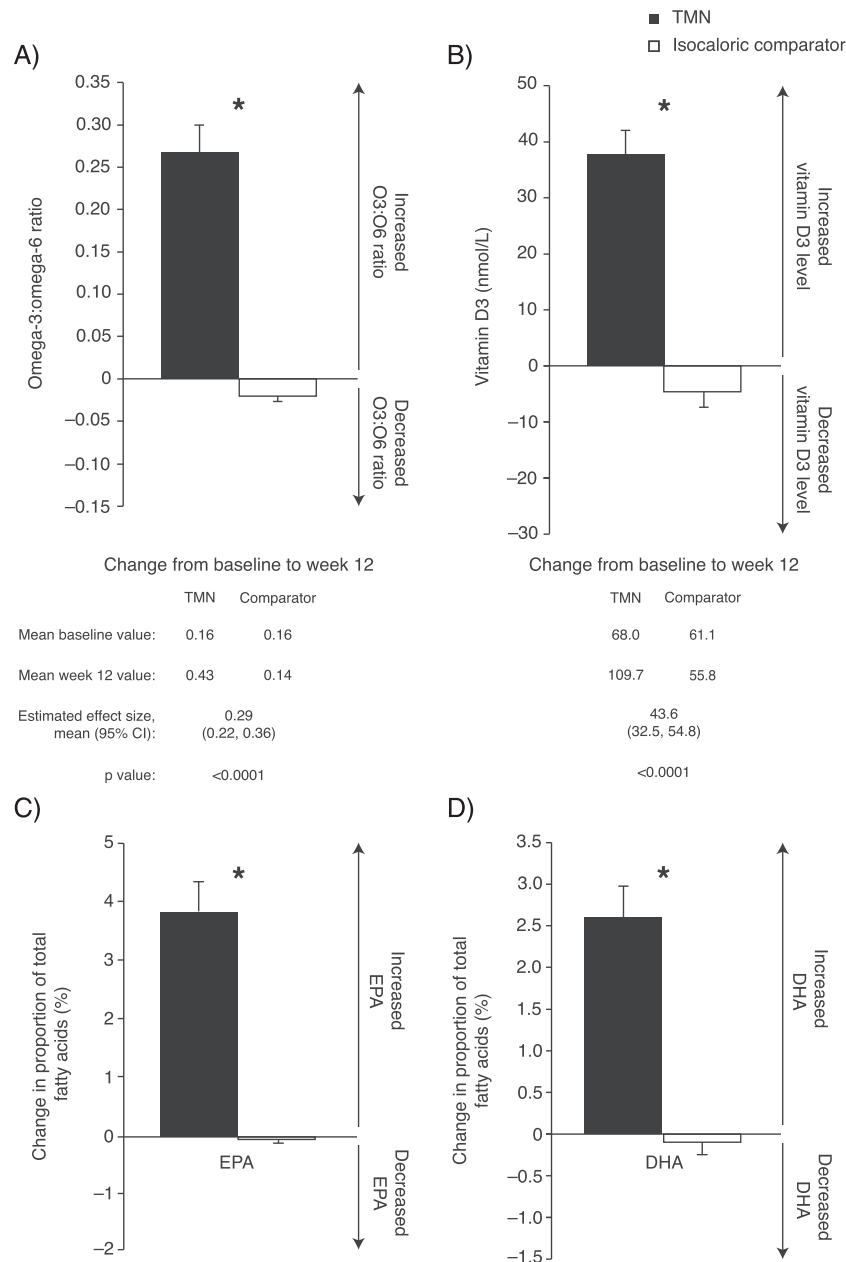 TMN
Isocaloric comparator
A)
0.35
0.30
0.25
0.20
0.15
0.10
0.05
0
–0.05
–0.10
–0.15
Omega-3:omega-6 ratio
*
Increased
O3:O6 ratio
Decreased
O3:O6 ratio
Change from baseline to week 12
TMN Comparator
Mean baseline value: 0.16 0.16
Mean week 12 value: 0.43 0.14
Estimated effect size, 0.29
mean (95% CI): (0.22, 0.36)
p value: <0.0001
B)
50
40
30
20
10
0
–10
–20
–30
Vitamin D3 (nmol/L)
*
Increased
vitamin D3 level
Decreased
vitamin D3 level
Change from baseline to week 12
TMN Comparator
68.0 61.1
109.7 55.8
43.6
(32.5, 54.8)
<0.0001
C)
5
4
3
2
1
0
–1
–2
Change in proportion of total
fatty acids (%)
*
EPA
Increased
EPA
Decreased
EPA
D)
3.5
3.0
2.5
2.0
1.5
1.0
0.5
0
–0.5
–1.0
–1.5
Change in proportion of total
fatty acids (%)
*
DHA
Increased
DHA
Decreased
DHA